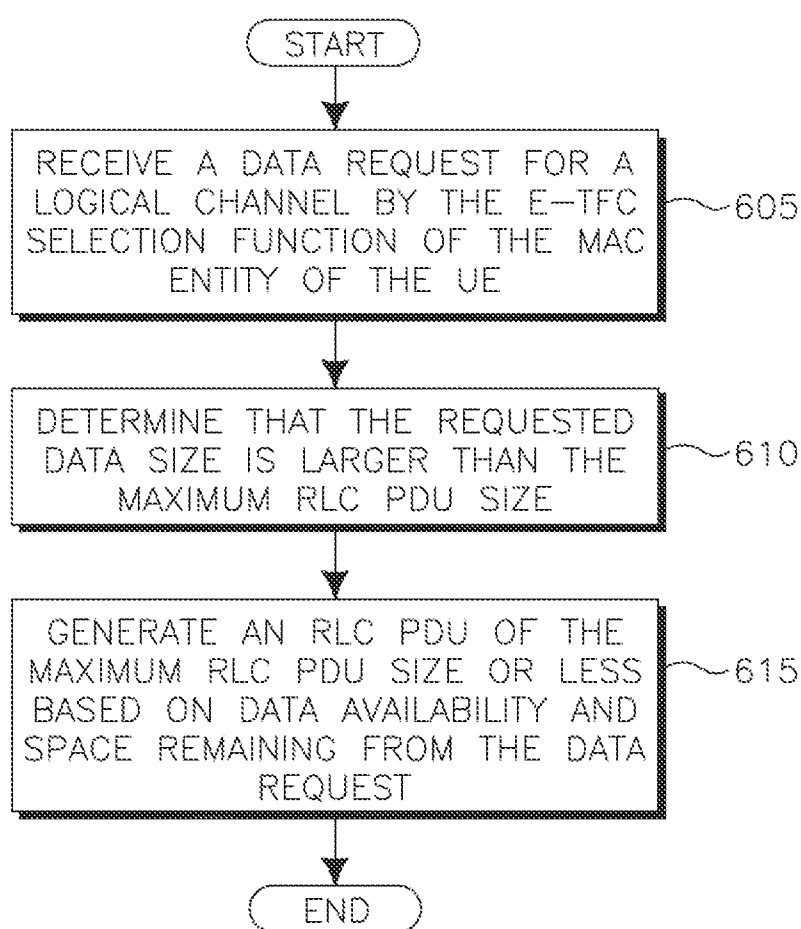 START
RECEIVE A DATA REQUEST FOR A
LOGICAL CHANNEL BY THE E-TFC
SELECTION FUNCTION OF THE MAC
ENTITY OF THE UE
605
DETERMINE THAT THE REQUESTED
DATA SIZE IS LARGER THAN THE
MAXIMUM RLC PDU SIZE
610
GENERATE AN RLC PDU OF THE
MAXIMUM RLC PDU SIZE OR LESS
BASED ON DATA AVAILABILITY AND
SPACE REMAINING FROM THE DATA
REQUEST
615
END